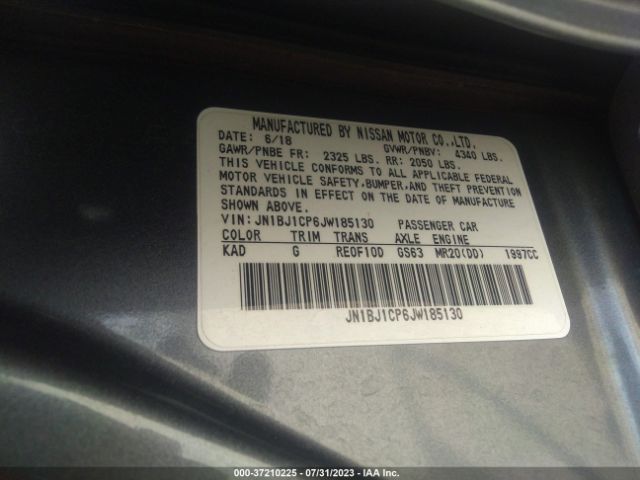 MANUFACTURED BY NISSAN MOTOR CO.,LTD.
DATE: 6/18 GVWR/PNBV: 4340 LBS.
GAWR/PNBE FR: 2325 LBS. RR: 2050 LBS.
THIS VEHICLE CONFORMS TO ALL APPLICABLE FEDERAL
MOTOR VEHICLE SAFETY,BUMPER,AND THEFT PREVENTION
STANDARDS IN EFFECT ON THE DATE OF MANUFACTURE
SHOWN ABOVE.
VIN: JN1BJ1CP6JW185130 PASSENGER CAR
COLOR TRIM TRANS AXLE ENGINE
KAD G RE0F10D GS63 MR20(DD) 1997CC
JN1BJ1CP6JW185130
000-37210225 - 07/31/2023 - IAA Inc.